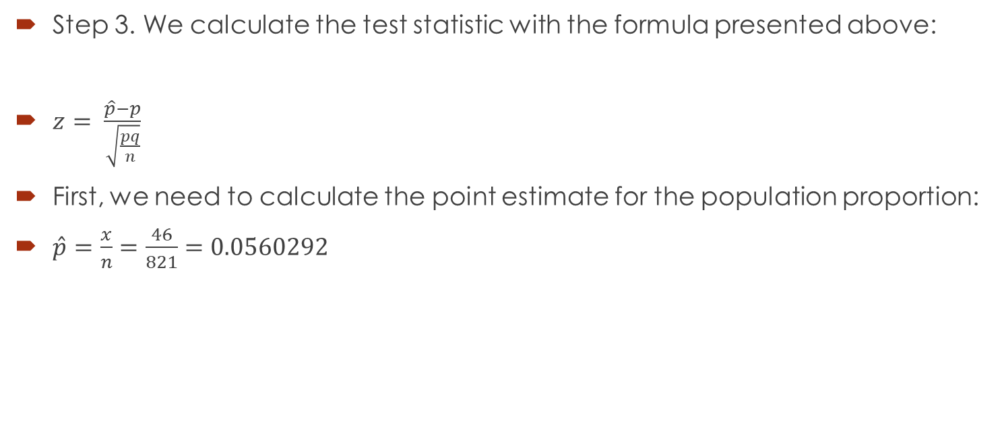 Step 3. We calculate the test statistic with the formula presented above:
z = \frac{\hat{p}-p}{\sqrt{\frac{pq}{n}}}
First, we need to calculate the point estimate for the population proportion:
\hat{p} = \frac{x}{n} = \frac{46}{821} = 0.0560292